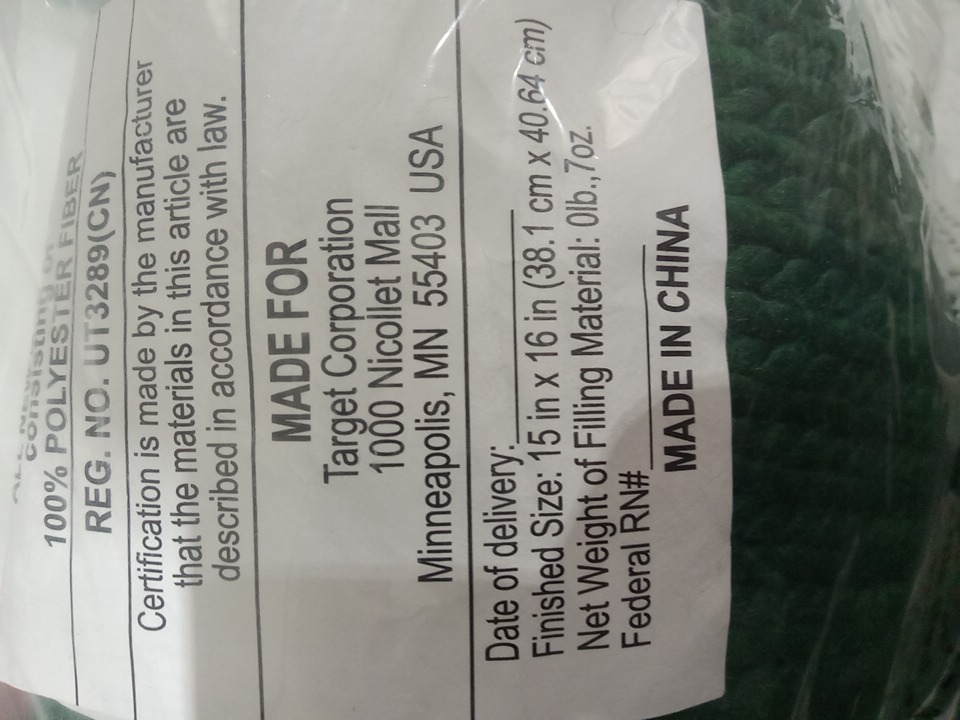 consisting of
100% POLYESTER FIBER
REG. NO. UT3289(CN)
Certification is made by the manufacturer
that the materials in this article are
described in accordance with law.
MADE FOR
Target Corporation
1000 Nicollet Mall
Minneapolis, MN 55403 USA
Date of delivery:
Finished Size: 15 in x 16 in (38.1 cm x 40.64 cm)
Net Weight of Filling Material: 0lb.,7oz.
Federal RN#
MADE IN CHINA